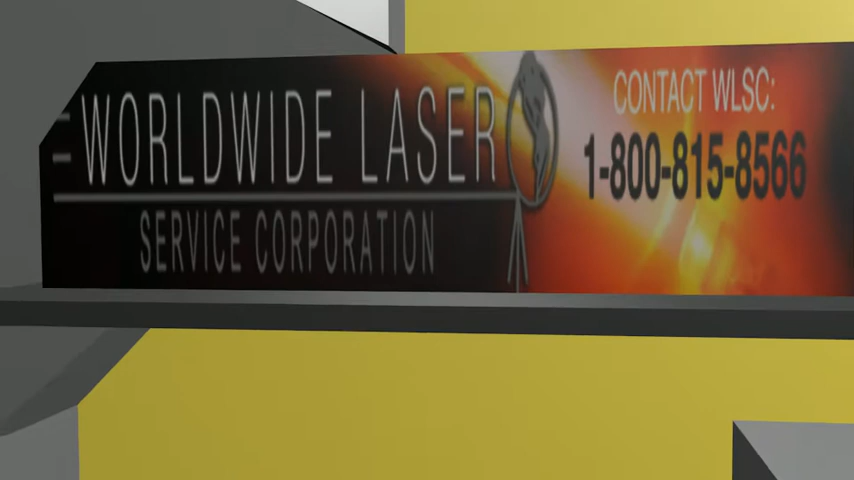 WORLDWIDE LASER
SERVICE CORPORATION
CONTACT WLSC:
1-800-815-8566